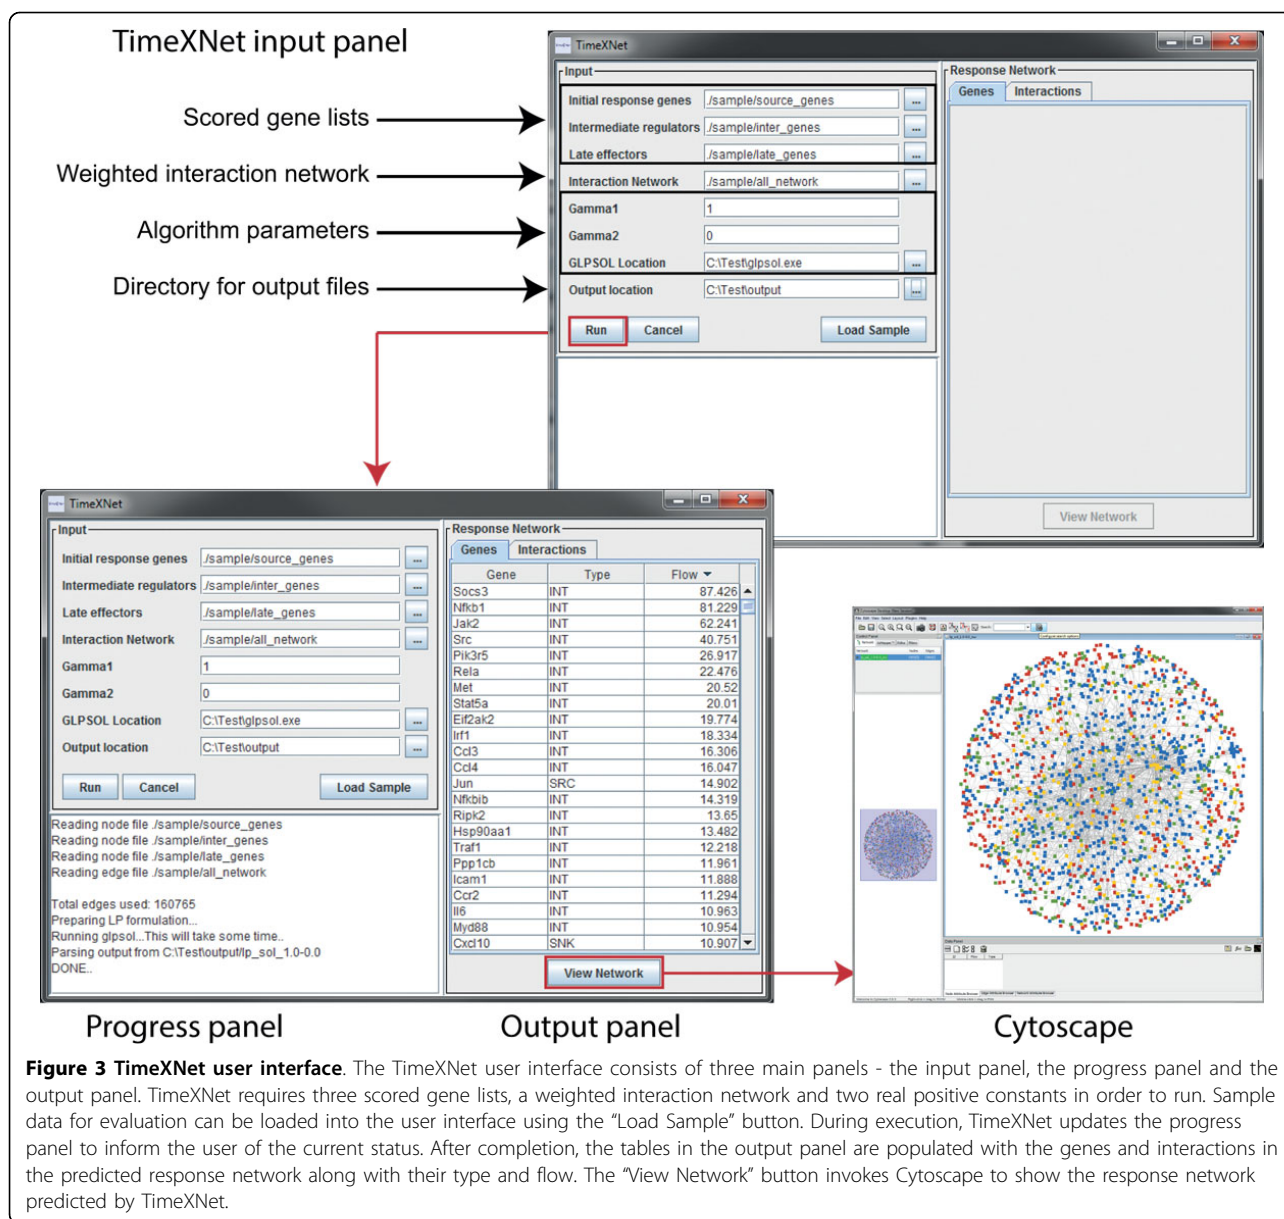 TimeXNet input panel
Scored gene lists
Weighted interaction network
Algorithm parameters
Directory for output files
TimeXNet
Input
Initial response genes ./sample/source_genes ...
Intermediate regulators ./sample/inter_genes ...
Late effectors ./sample/late_genes ...
Interaction Network ./sample/all_network ...
Gamma1 1
Gamma2 0
GLPSOL Location C:\Test\glpsol.exe ...
Output location C:\Test\output ...
Run Cancel Load Sample
Response Network
Genes Interactions
View Network
TimeXNet
Input
Initial response genes ./sample/source_genes ...
Intermediate regulators ./sample/inter_genes ...
Late effectors ./sample/late_genes ...
Interaction Network ./sample/all_network ...
Gamma1 1
Gamma2 0
GLPSOL Location C:\Test\glpsol.exe ...
Output location C:\Test\output ...
Run Cancel Load Sample
Reading node file ./sample/source_genes
Reading node file ./sample/inter_genes
Reading node file ./sample/late_genes
Reading edge file ./sample/all_network
Total edges used: 160765
Preparing LP formulation...
Running glpsol...This will take some time..
Parsing output from C:\Test\output/lp_sol_1.0-0.0
DONE..
Response Network
Genes Interactions
Gene Type Flow
Socs3 INT 87.426
Nfkb1 INT 81.229
Jak2 INT 62.241
Src INT 40.751
Pik3r5 INT 26.917
Rela INT 22.476
Met INT 20.52
Stat5a INT 20.01
Eif2ak2 INT 19.774
Irf1 INT 18.334
Ccl3 INT 16.306
Ccl4 INT 16.047
Jun SRC 14.902
Nfkbib INT 14.319
Ripk2 INT 13.65
Hsp90aa1 INT 13.482
Traf1 INT 12.218
Ppp1cb INT 11.961
Icam1 INT 11.888
Ccr2 INT 11.294
Il6 INT 10.963
Myd88 INT 10.954
Cxcl10 SNK 10.907
View Network
Progress panel
Output panel
Cytoscape
Figure 3 TimeXNet user interface. The TimeXNet user interface consists of three main panels - the input panel, the progress panel and the
output panel. TimeXNet requires three scored gene lists, a weighted interaction network and two real positive constants in order to run. Sample
data for evaluation can be loaded into the user interface using the “Load Sample” button. During execution, TimeXNet updates the progress
panel to inform the user of the current status. After completion, the tables in the output panel are populated with the genes and interactions in
the predicted response network along with their type and flow. The “View Network” button invokes Cytoscape to show the response network
predicted by TimeXNet.